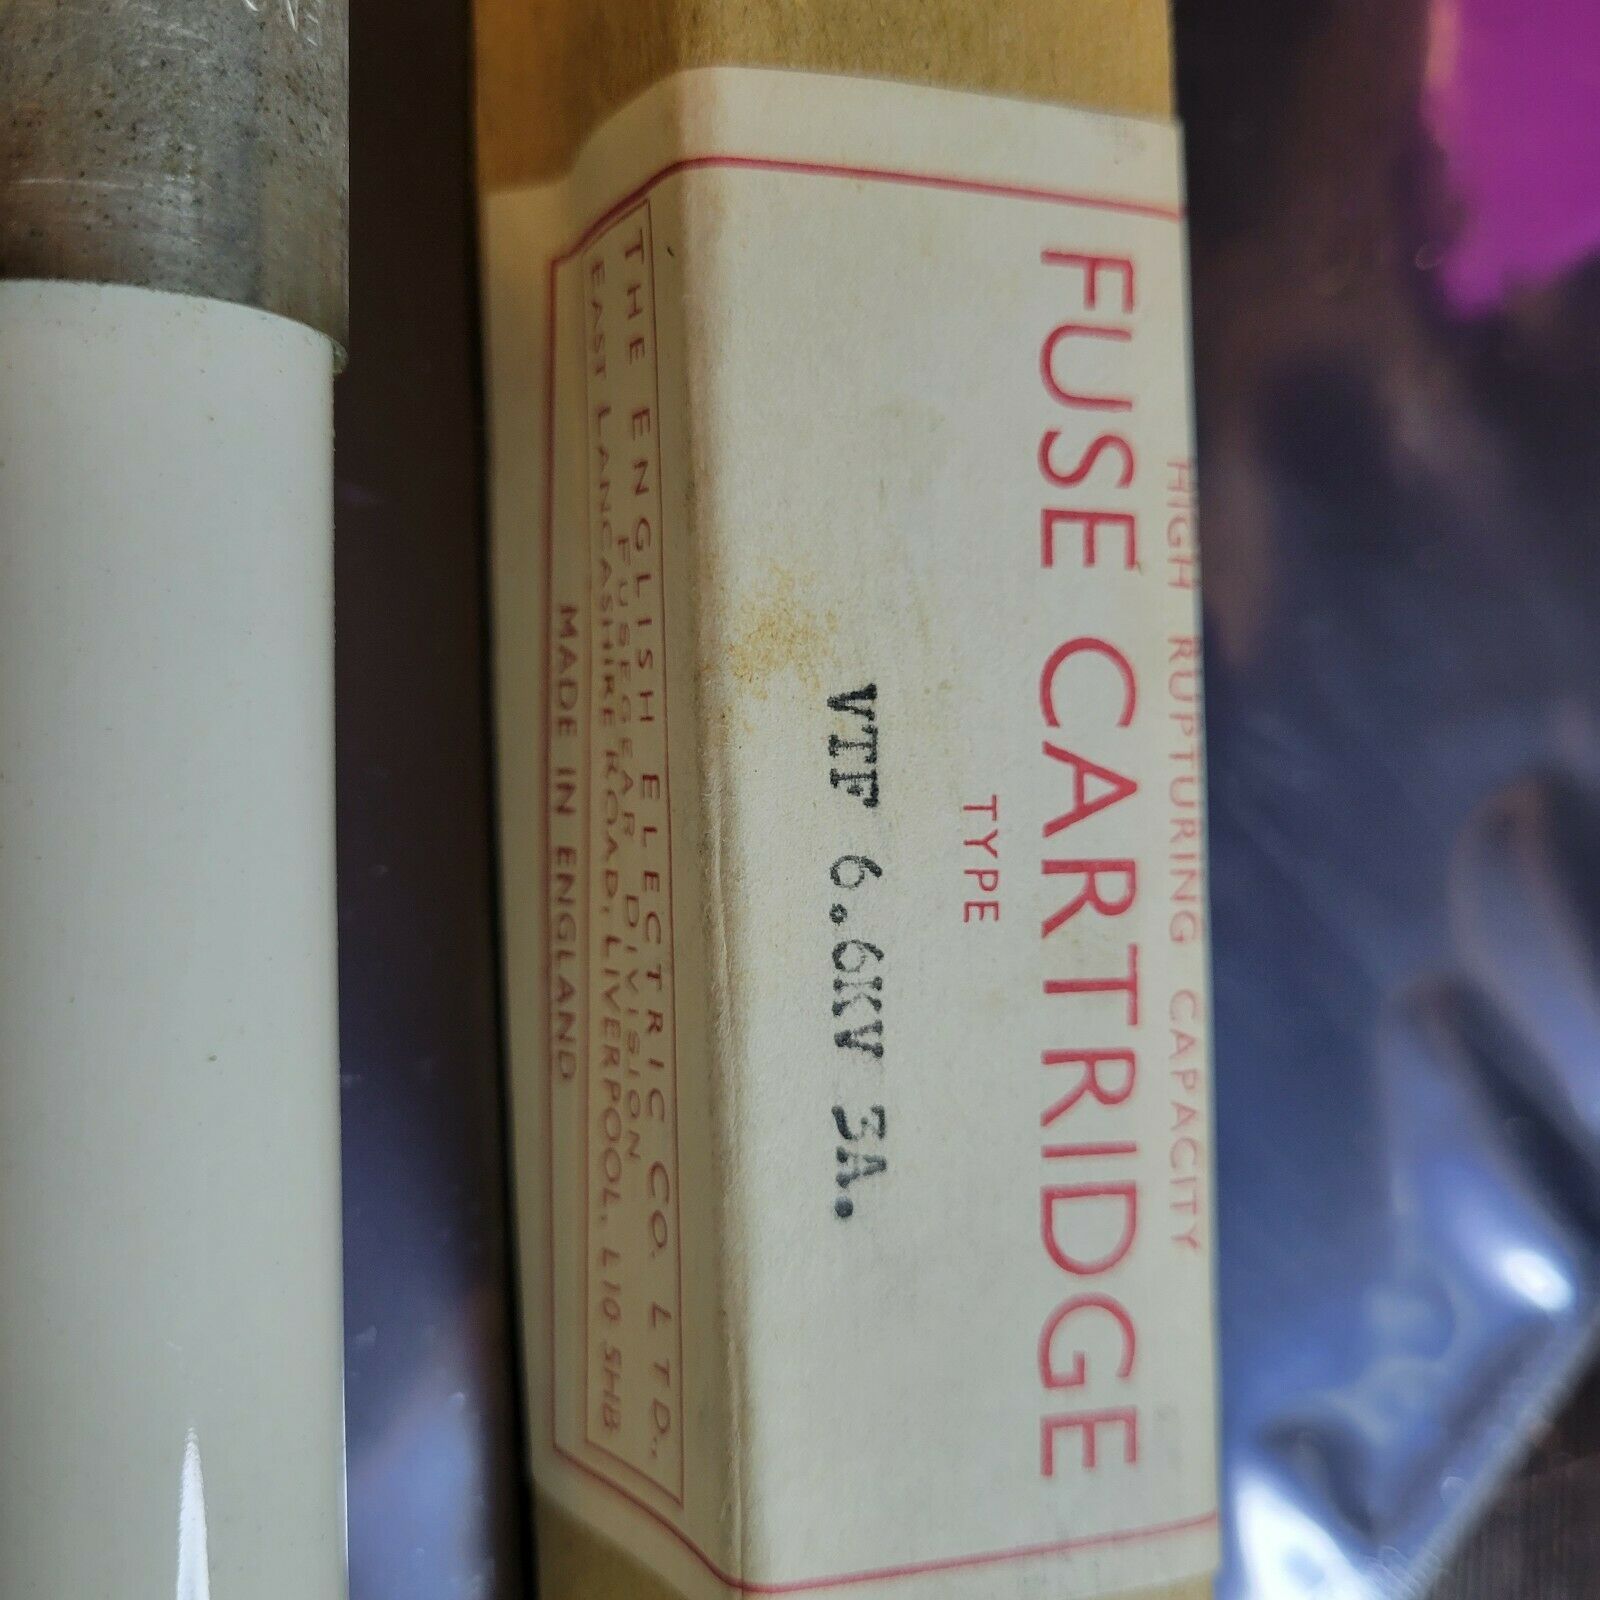 HIGH RUPTURING CAPACITY
FUSE CARTRIDGE
TYPE
VTF 6.6KV 3A.
THE ENGLISH ELECTRIC CO. LTD.,
FUSEGEAR DIVISION
EAST LANCASHIRE ROAD, LIVERPOOL, L10 5HB
MADE IN ENGLAND